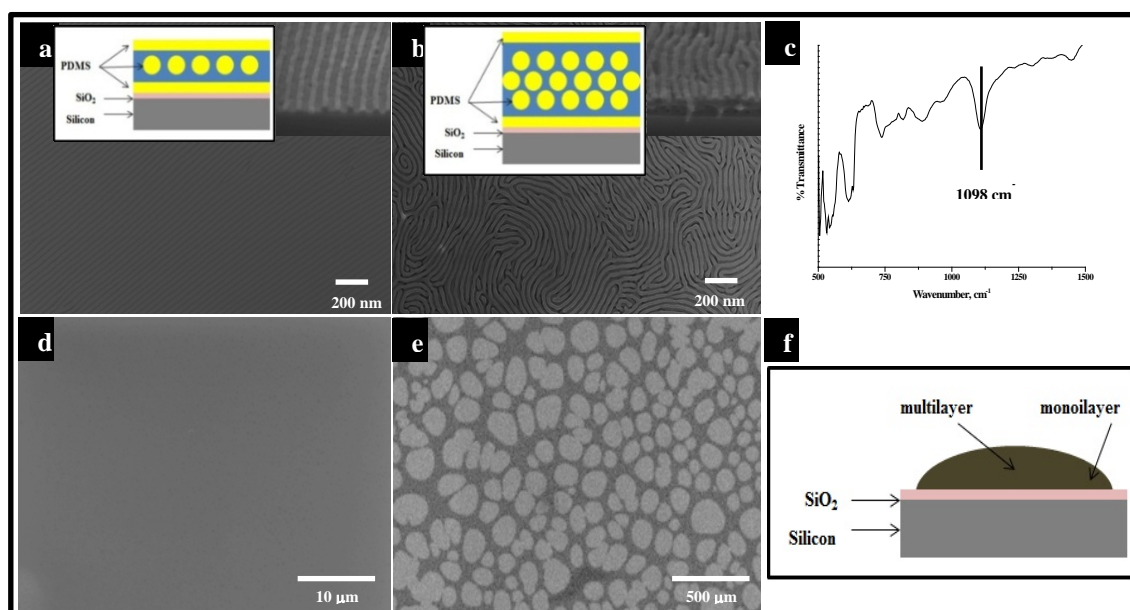 a
PDMS
SiO2
Silicon
200 nm
b
PDMS
SiO2
Silicon
200 nm
c
% Transmittance
1098 cm-
500 750 1000 1250 1500
Wavenumber, cm-1
d
10 μm
e
500 μm
f
multilayer
monoilayer
SiO2
Silicon